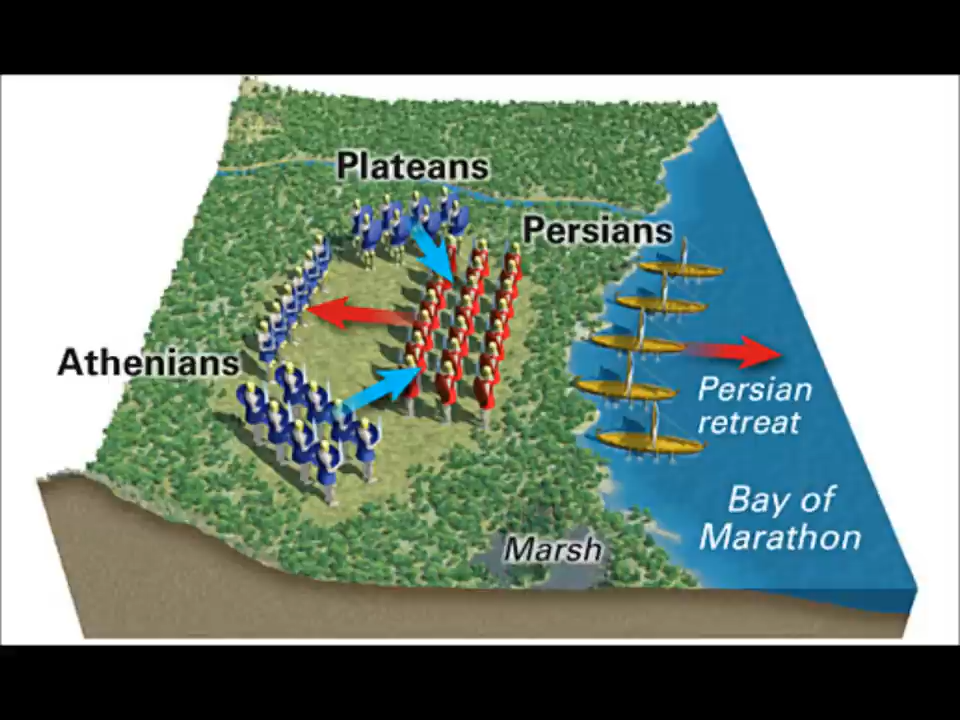 Plateans
Persians
Athenians
Persian
retreat
Bay of
Marathon
Marsh